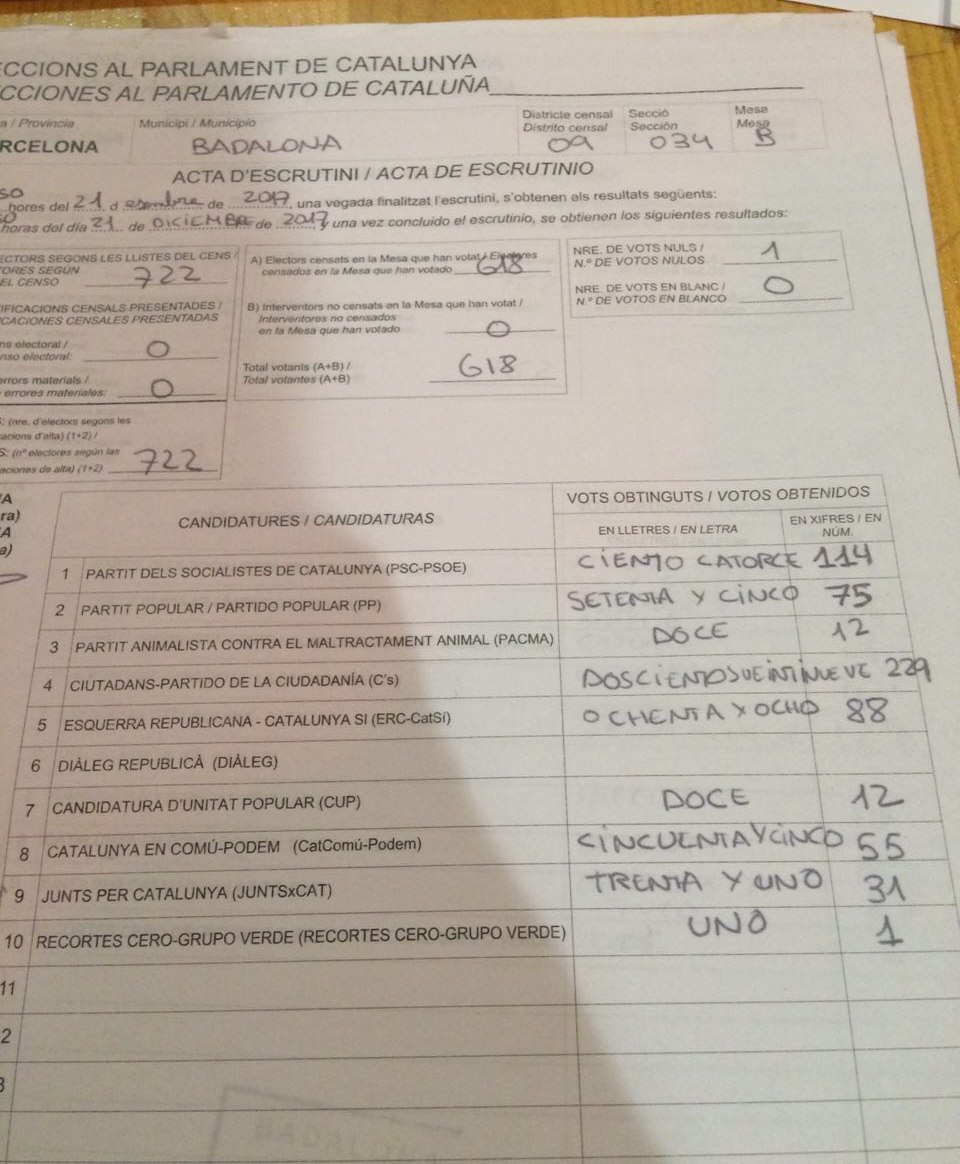 ECCIONS AL PARLAMENT DE CATALUNYA
CCIONES AL PARLAMENTO DE CATALUÑA
a / Provincia Municipi / Municipio Districte censal Secció Mesa
Distrito censal Sección Mesa
RCELONA BADALONA 09 034 B
ACTA D'ESCRUTINI / ACTA DE ESCRUTINIO
hores del 21 d esembre de 2017, una vegada finalitzat l'escrutini, s'obtenen als resultats següents:
horas del día 21 de DICIEMBRE de 2017 y una vez concluido el escrutinio, se obtienen los siguientes resultados:
ECTORS SEGONS LES LLISTES DEL CENS /
TORES SEGÚN
EL CENSO 722
IFICACIONS CENSALS PRESENTADES /
CACIONES CENSALES PRESENTADAS
ns electoral /
nso electoral: 0
errors materials /
errores materiales: 0
S: (nre. d'electors segons les
acions d'alta) (1+2) /
S: (nº electores según las
aciones de alta) (1+2) 722
A) Electors censats en la Mesa que han votat / Electores
censados en la Mesa que han votado 618
B) Interventors no censats en la Mesa que han votat /
Interventores no censados
en la Mesa que han votado 0
Total votants (A+B) /
Total votantes (A+B) 618
NRE. DE VOTS NULS /
N.º DE VOTOS NULOS 1
NRE. DE VOTS EN BLANC /
N.º DE VOTOS EN BLANCO 0
/A
ra)
A
a)
CANDIDATURES / CANDIDATURAS VOTS OBTINGUTS / VOTOS OBTENIDOS
EN LLETRES / EN LETRA EN XIFRES / EN NÚM.
1 PARTIT DELS SOCIALISTES DE CATALUNYA (PSC-PSOE) CIENTO CATORCE 114
2 PARTIT POPULAR / PARTIDO POPULAR (PP) SETENTA Y CINCO 75
3 PARTIT ANIMALISTA CONTRA EL MALTRACTAMENT ANIMAL (PACMA) DOCE 12
4 CIUTADANS-PARTIDO DE LA CIUDADANÍA (C's) DOSCIENTOSVEINTINUEVE 229
5 ESQUERRA REPUBLICANA - CATALUNYA SI (ERC-CatSí) OCHENTA Y OCHO 88
6 DIÀLEG REPUBLICÀ (DIÀLEG)
7 CANDIDATURA D'UNITAT POPULAR (CUP) DOCE 12
8 CATALUNYA EN COMÚ-PODEM (CatComú-Podem) CINCUENTAYCINCO 55
9 JUNTS PER CATALUNYA (JUNTSxCAT) TRENTA Y UNO 31
10 RECORTES CERO-GRUPO VERDE (RECORTES CERO-GRUPO VERDE) UNO 1
11
2
3